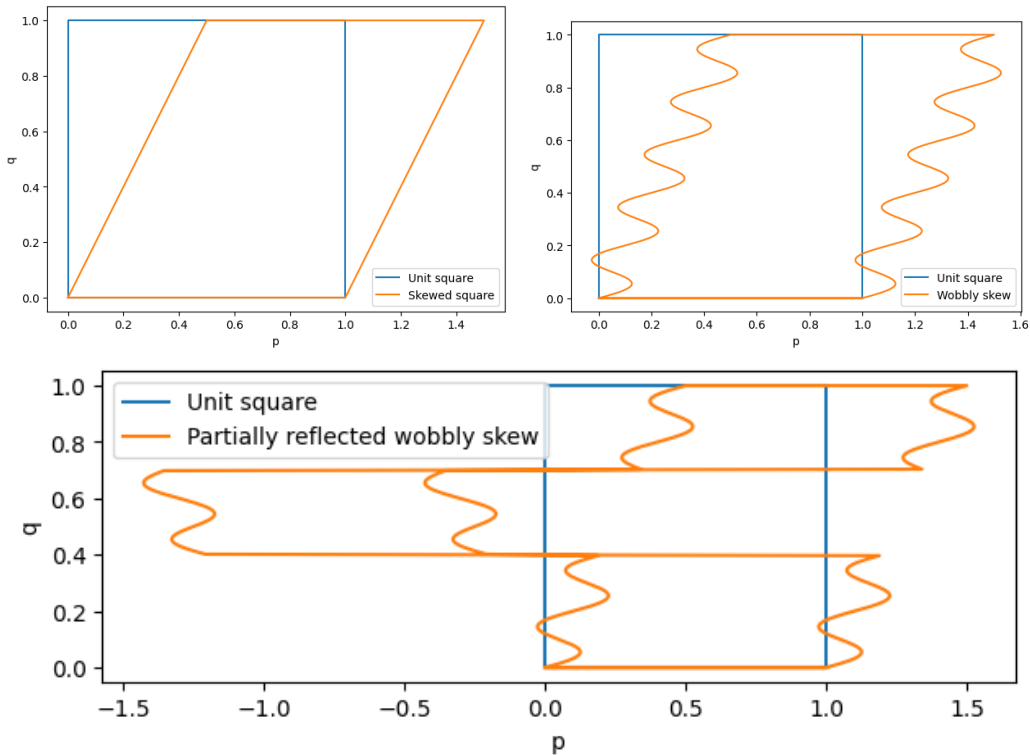 1.0
0.8
0.6
0.4
0.2
0.0
q
0.0 0.2 0.4 0.6 0.8 1.0 1.2 1.4
p
Unit square
Skewed square
1.0
0.8
0.6
0.4
0.2
0.0
q
0.0 0.2 0.4 0.6 0.8 1.0 1.2 1.4 1.6
p
Unit square
Wobbly skew
1.0
0.8
0.6
0.4
0.2
0.0
q
Unit square
Partially reflected wobbly skew
−1.5 −1.0 −0.5 0.0 0.5 1.0 1.5
p